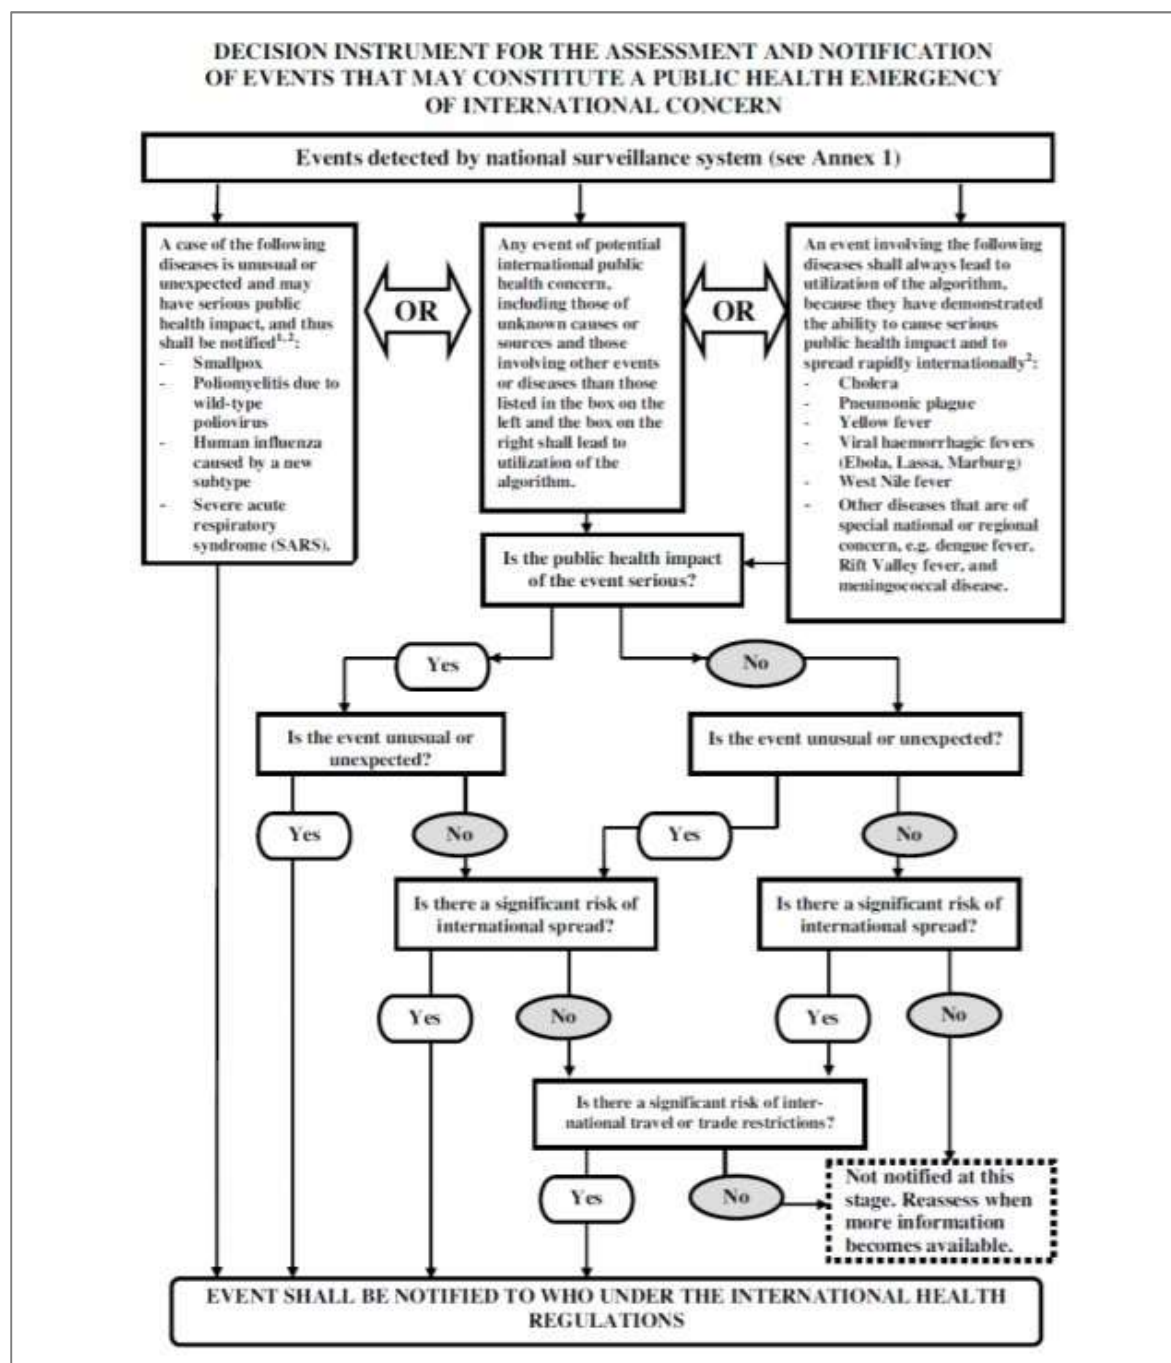 DECISION INSTRUMENT FOR THE ASSESSMENT AND NOTIFICATION
OF EVENTS THAT MAY CONSTITUTE A PUBLIC HEALTH EMERGENCY
OF INTERNATIONAL CONCERN
Events detected by national surveillance system (see Annex 1)
A case of the following
diseases is unusual or
unexpected and may
have serious public
health impact, and thus
shall be notified1, 2:
- Smallpox
- Poliomyelitis due to
wild-type
poliovirus
- Human influenza
caused by a new
subtype
- Severe acute
respiratory
syndrome (SARS).
OR
Any event of potential
international public
health concern,
including those of
unknown causes or
sources and those
involving other events
or diseases than those
listed in the box on the
left and the box on the
right shall lead to
utilization of the
algorithm.
OR
An event involving the following
diseases shall always lead to
utilization of the algorithm,
because they have demonstrated
the ability to cause serious
public health impact and to
spread rapidly internationally2:
- Cholera
- Pneumonic plague
- Yellow fever
- Viral haemorrhagic fevers
(Ebola, Lassa, Marburg)
- West Nile fever
- Other diseases that are of
special national or regional
concern, e.g. dengue fever,
Rift Valley fever, and
meningococcal disease.
Is the public health impact
of the event serious?
Yes
No
Is the event unusual or
unexpected?
Is the event unusual or unexpected?
Yes
No
Yes
No
Is there a significant risk of
international spread?
Is there a significant risk of
international spread?
Yes
No
Yes
No
Is there a significant risk of inter-
national travel or trade restrictions?
Yes
No
Not notified at this
stage. Reassess when
more information
becomes available.
EVENT SHALL BE NOTIFIED TO WHO UNDER THE INTERNATIONAL HEALTH
REGULATIONS